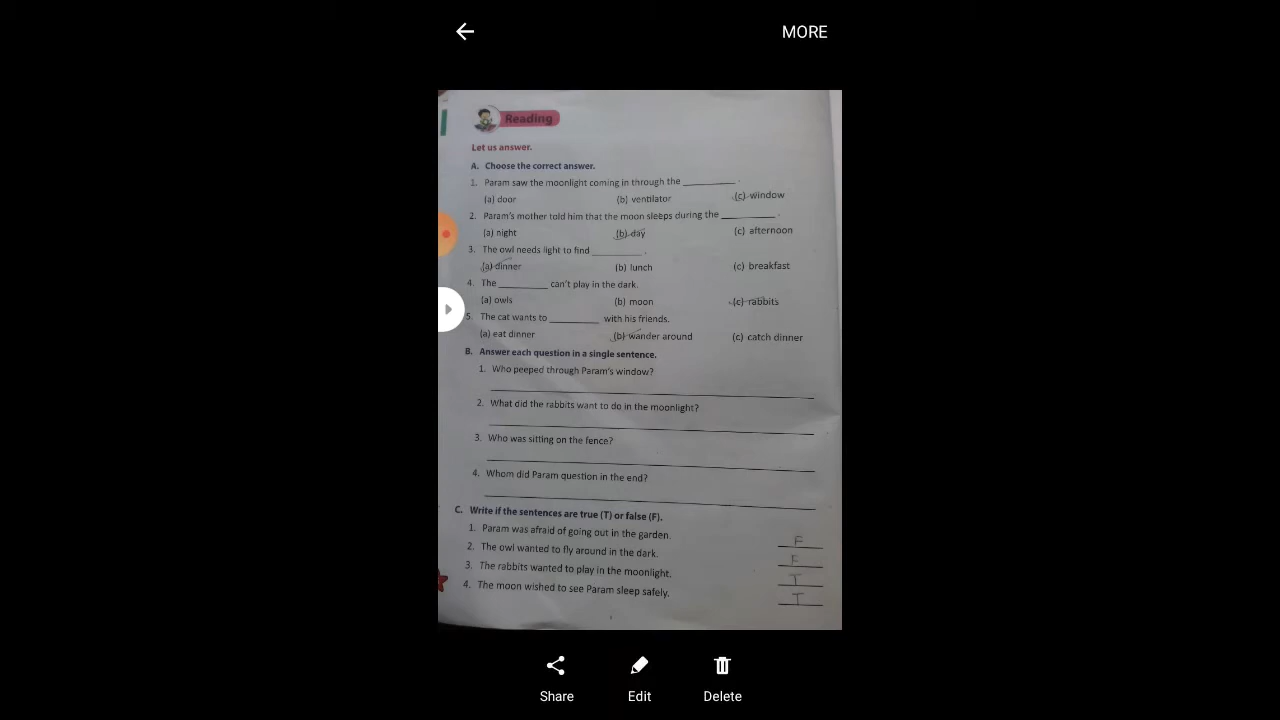 MORE
Reading
Let us answer.
A. Choose the correct answer.
1. Param saw the moonlight coming in through the __________.
(a) door (b) ventilator (c) window
2. Param's mother told him that the moon sleeps during the __________.
(a) night (b) day (c) afternoon
3. The owl needs light to find __________.
(a) dinner (b) lunch (c) breakfast
4. The __________ can't play in the dark.
(a) owls (b) moon (c) rabbits
5. The cat wants to __________ with his friends.
(a) eat dinner (b) wander around (c) catch dinner
B. Answer each question in a single sentence.
1. Who peeped through Param's window?
2. What did the rabbits want to do in the moonlight?
3. Who was sitting on the fence?
4. Whom did Param question in the end?
C. Write if the sentences are true (T) or false (F).
1. Param was afraid of going out in the garden. F
2. The owl wanted to fly around in the dark. F
3. The rabbits wanted to play in the moonlight. T
4. The moon wished to see Param sleep safely. T
Share Edit Delete